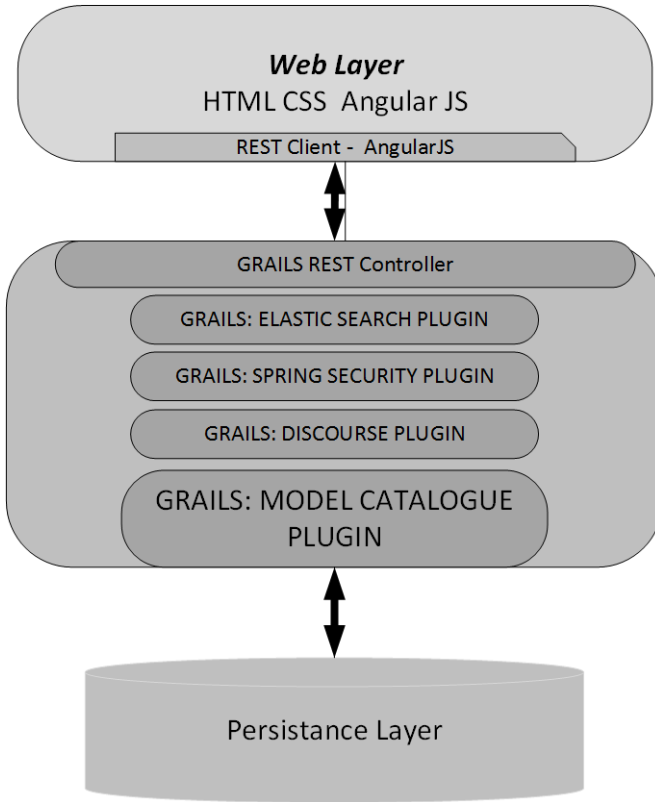 Web Layer
HTML CSS  Angular JS
REST Client -  AngularJS
GRAILS REST Controller
GRAILS: ELASTIC SEARCH PLUGIN
GRAILS: SPRING SECURITY PLUGIN
GRAILS: DISCOURSE PLUGIN
GRAILS: MODEL CATALOGUE
PLUGIN
Persistance Layer